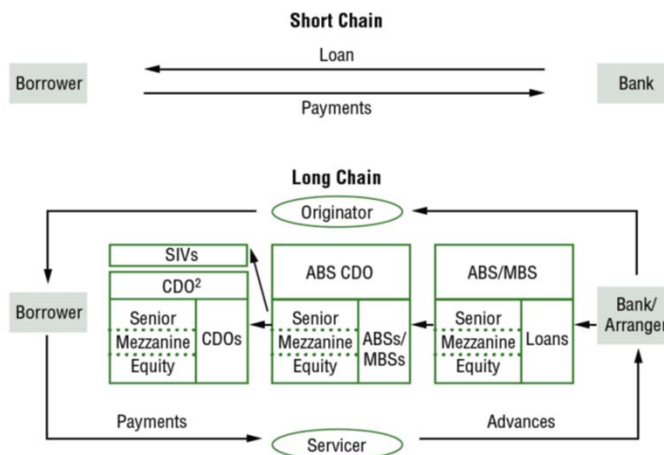 Short Chain
Loan
Borrower
Bank
Payments
Long Chain
Originator
SIVs
CDO²
Senior
Mezzanine
Equity
CDOs
ABS CDO
Senior
Mezzanine
Equity
ABSs/
MBSs
ABS/MBS
Senior
Mezzanine
Equity
Loans
Borrower
Bank/
Arranger
Payments
Advances
Servicer